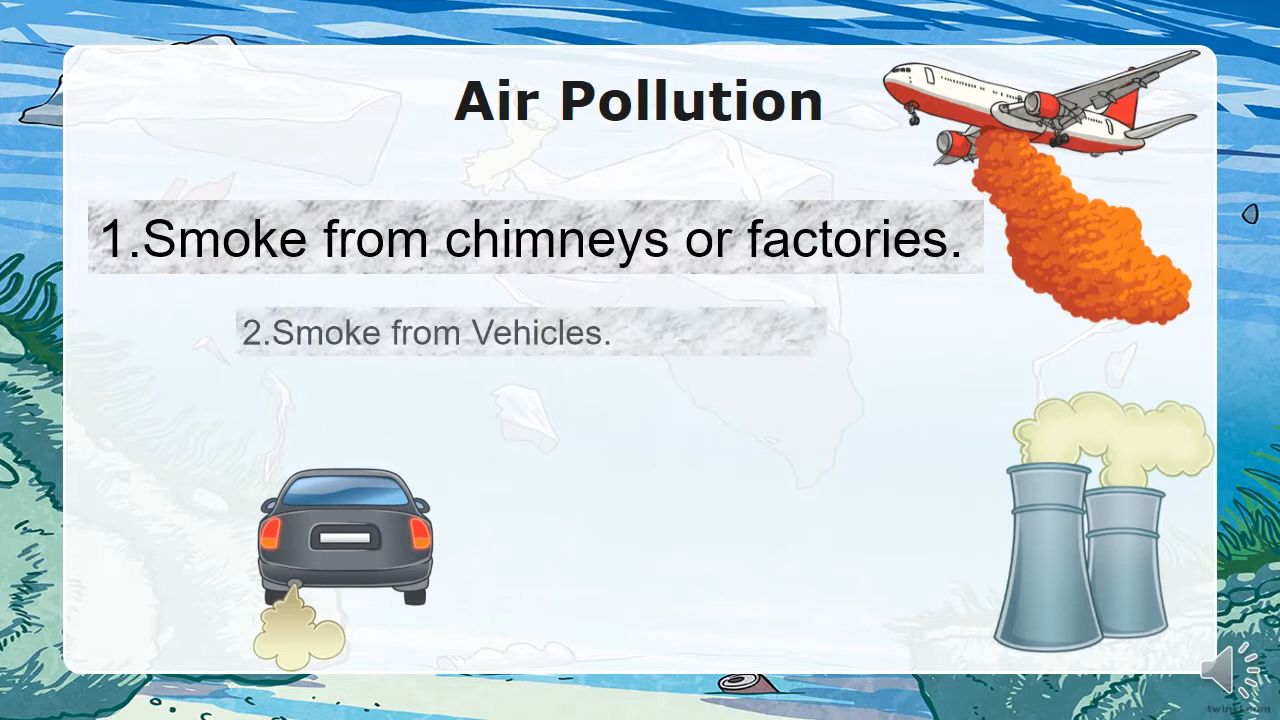 Air Pollution
1.Smoke from chimneys or factories.
2.Smoke from Vehicles.